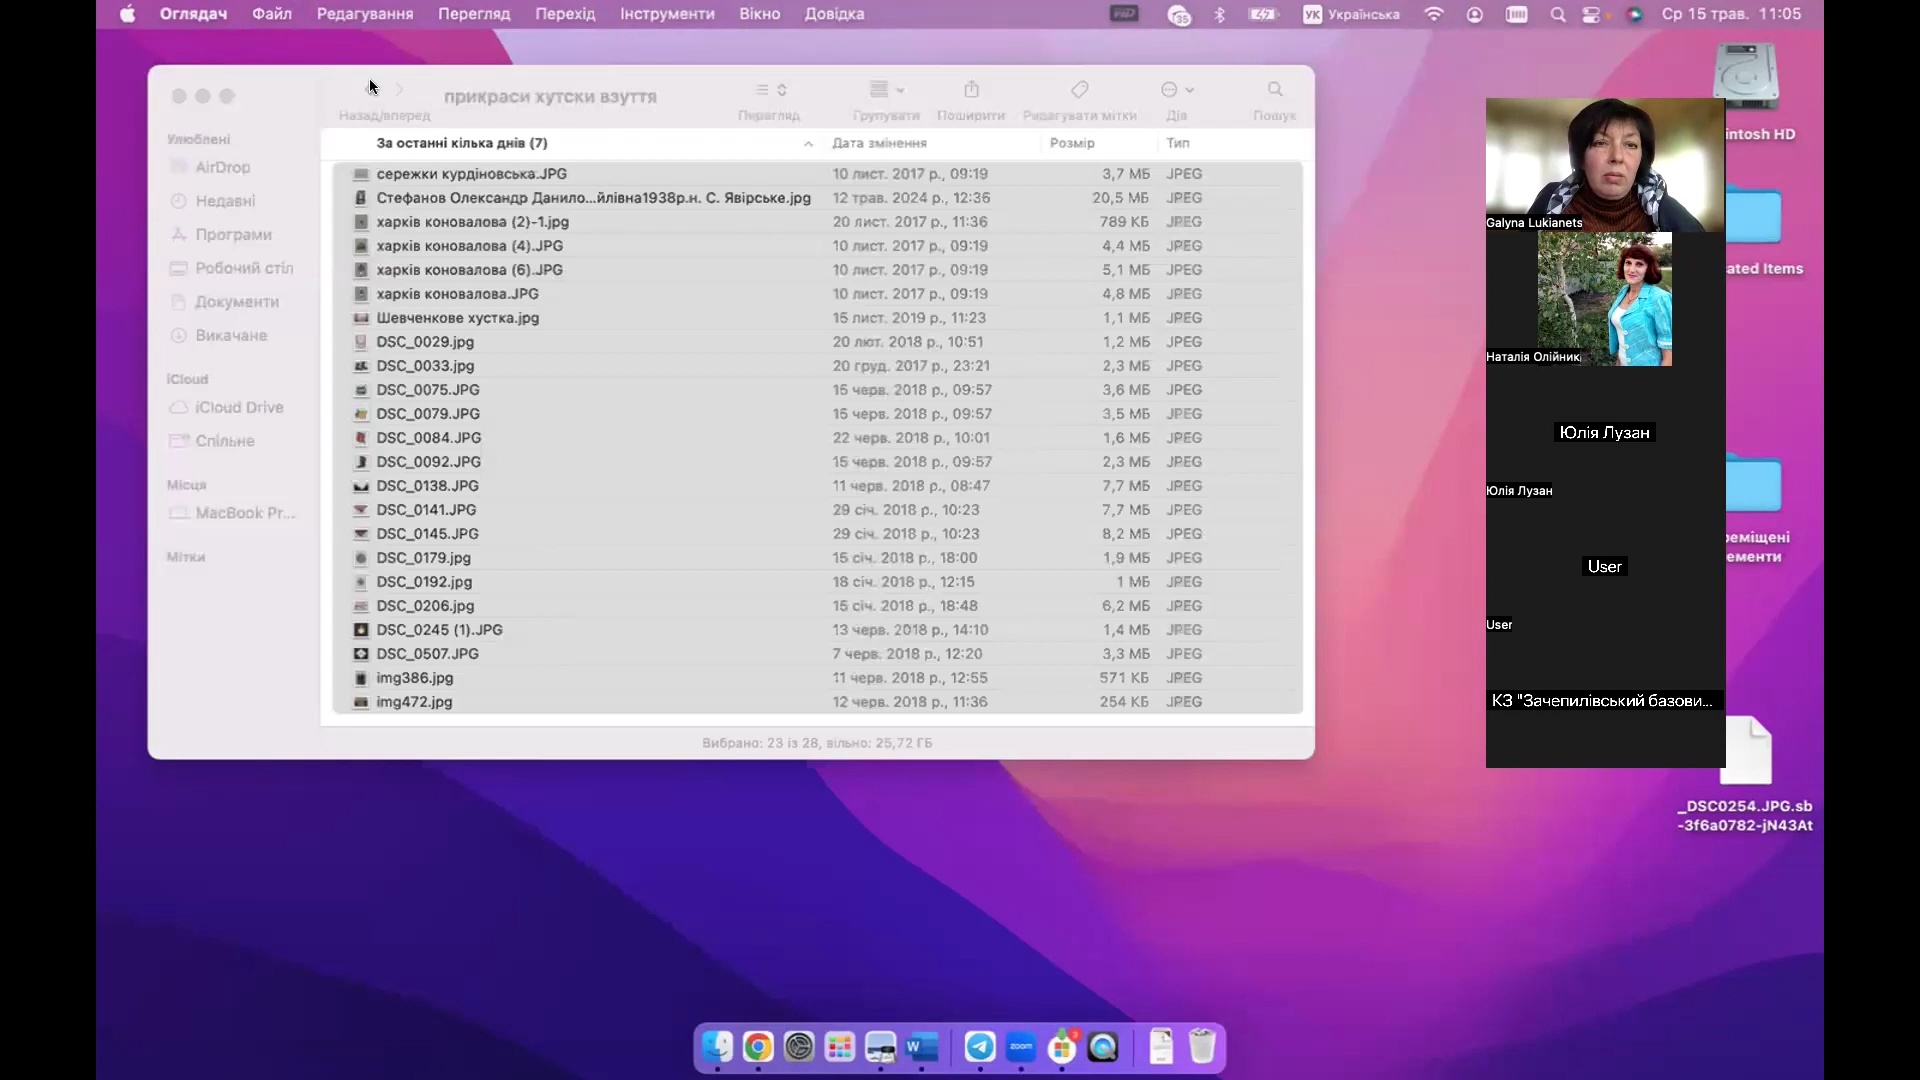 Оглядач Файл Редагування Перегляд Перехід Інструменти Вікно Довідка
35 УК Українська Ср 15 трав. 11:05
прикраси хутски взуття
Назад/вперед Перегляд Групувати Поширити Редагувати мітки Дія Пошук
Улюблені
AirDrop
Недавні
Програми
Робочий стіл
Документи
Викачане
iCloud
iCloud Drive
Спільне
Місця
MacBook Pr...
Мітки
За останні кілька днів (7) Дата змінення Розмір Тип
сережки курдіновська.JPG 10 лист. 2017 р., 09:19 3,7 МБ JPEG
Стефанов Олександр Данило...йлівна1938р.н. С. Явірське.jpg 12 трав. 2024 р., 12:36 20,5 МБ JPEG
харків коновалова (2)-1.jpg 20 лист. 2017 р., 11:36 789 КБ JPEG
харків коновалова (4).JPG 10 лист. 2017 р., 09:19 4,4 МБ JPEG
харків коновалова (6).JPG 10 лист. 2017 р., 09:19 5,1 МБ JPEG
харків коновалова.JPG 10 лист. 2017 р., 09:19 4,8 МБ JPEG
Шевченкове хустка.jpg 15 лист. 2019 р., 11:23 1,1 МБ JPEG
DSC_0029.jpg 20 лют. 2018 р., 10:51 1,2 МБ JPEG
DSC_0033.jpg 20 груд. 2017 р., 23:21 2,3 МБ JPEG
DSC_0075.JPG 15 черв. 2018 р., 09:57 3,6 МБ JPEG
DSC_0079.JPG 15 черв. 2018 р., 09:57 3,5 МБ JPEG
DSC_0084.JPG 22 черв. 2018 р., 10:01 1,6 МБ JPEG
DSC_0092.JPG 15 черв. 2018 р., 09:57 2,3 МБ JPEG
DSC_0138.JPG 11 черв. 2018 р., 08:47 7,7 МБ JPEG
DSC_0141.JPG 29 січ. 2018 р., 10:23 7,7 МБ JPEG
DSC_0145.JPG 29 січ. 2018 р., 10:23 8,2 МБ JPEG
DSC_0179.jpg 15 січ. 2018 р., 18:00 1,9 МБ JPEG
DSC_0192.jpg 18 січ. 2018 р., 12:15 1 МБ JPEG
DSC_0206.jpg 15 січ. 2018 р., 18:48 6,2 МБ JPEG
DSC_0245 (1).JPG 13 черв. 2018 р., 14:10 1,4 МБ JPEG
DSC_0507.JPG 7 черв. 2018 р., 12:20 3,3 МБ JPEG
img386.jpg 11 черв. 2018 р., 12:55 571 КБ JPEG
img472.jpg 12 черв. 2018 р., 11:36 254 КБ JPEG
Вибрано: 23 із 28, вільно: 25,72 ГБ
Galyna Lukianets
Наталія Олійник
Юлія Лузан
Юлія Лузан
User
User
КЗ "Зачепилівський базови...
intosh HD
ated Items
реміщені
ементи
_DSC0254.JPG.sb
-3f6a0782-jN43At
W zoom 3